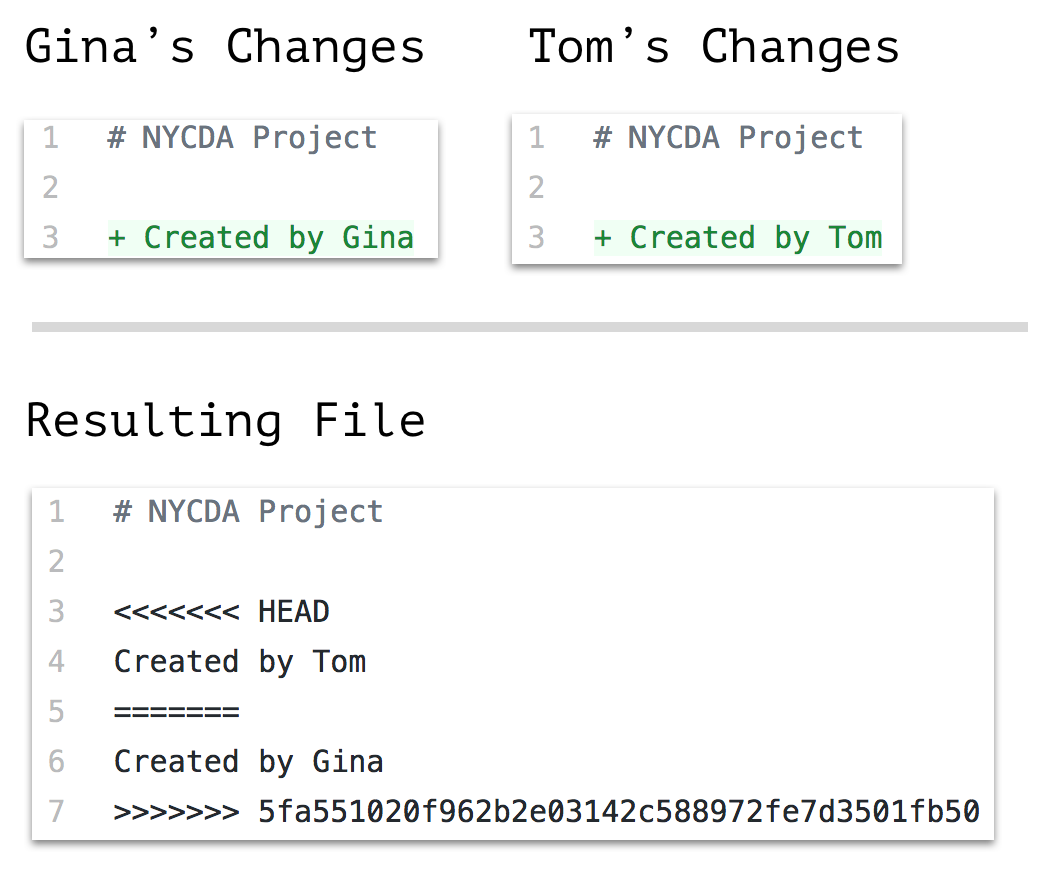 Gina’s Changes
1 # NYCDA Project
2
3 + Created by Gina
Tom’s Changes
1 # NYCDA Project
2
3 + Created by Tom
Resulting File
1 # NYCDA Project
2
3 <<<<<<< HEAD
4 Created by Tom
5 =======
6 Created by Gina
7 >>>>>>> 5fa551020f962b2e03142c588972fe7d3501fb50